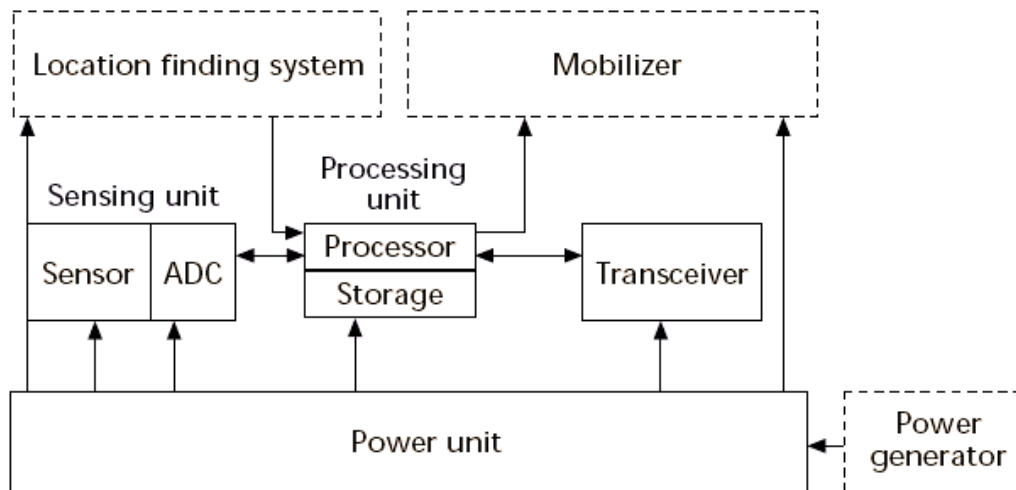 Location finding system
Mobilizer
Sensing unit
Processing
unit
Sensor
ADC
Processor
Storage
Transceiver
Power unit
Power
generator